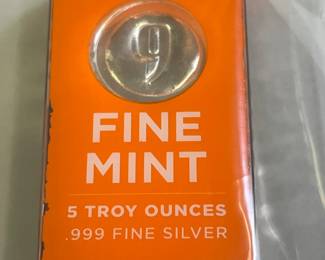 9
FINE
MINT
5 TROY OUNCES
.999 FINE SILVER